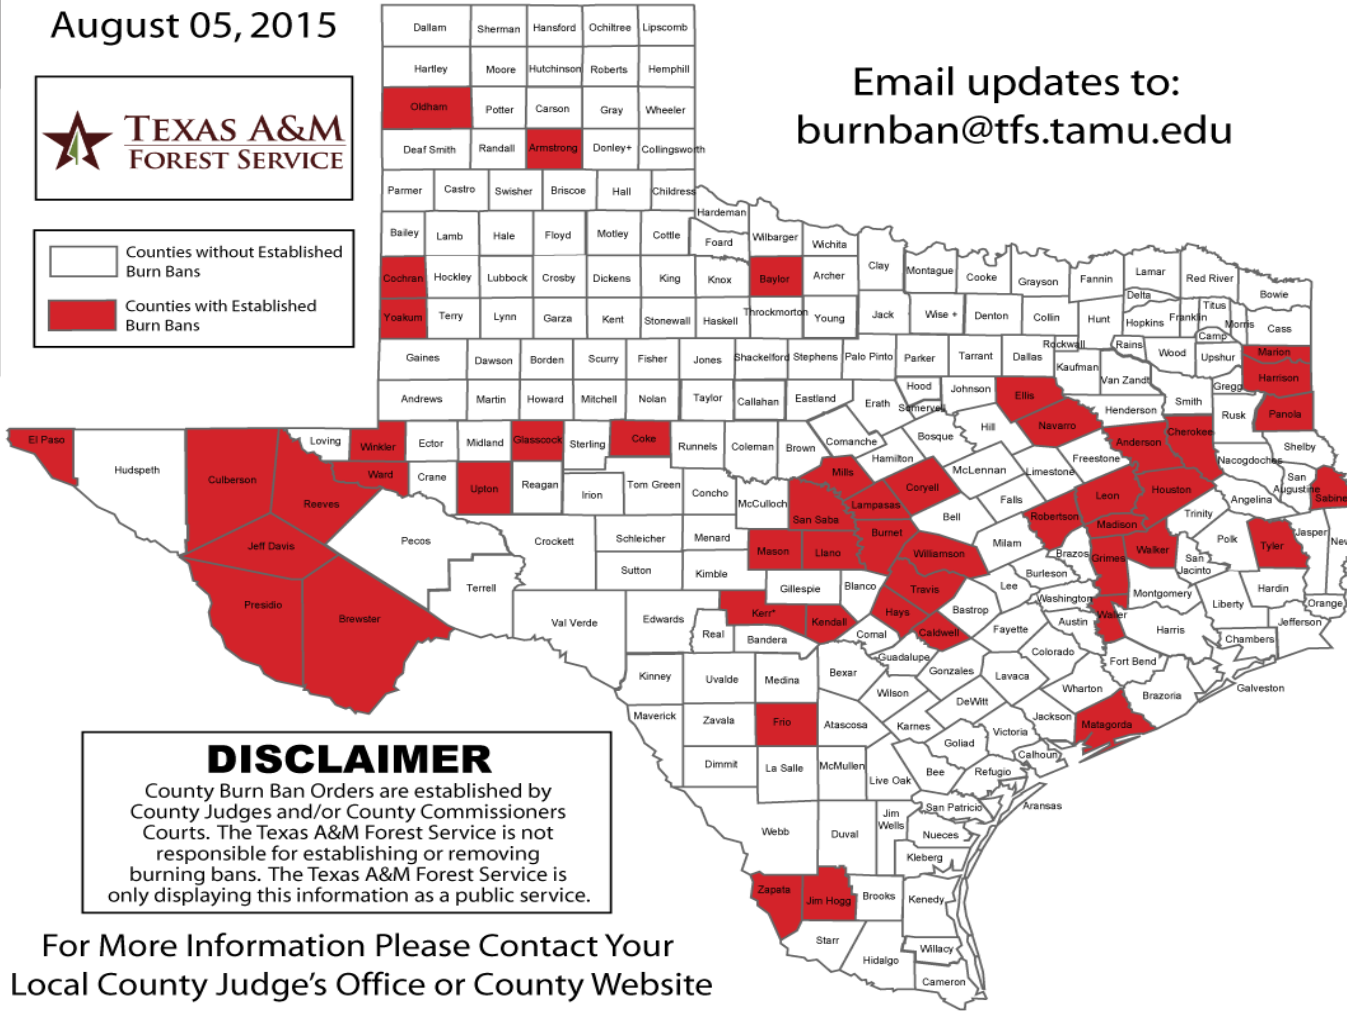 August 05, 2015
TEXAS A&M
FOREST SERVICE
Counties without Established
Burn Bans
Counties with Established
Burn Bans
Email updates to:
burnban@tfs.tamu.edu
Dallam Sherman Hansford Ochiltree Lipscomb
Hartley Moore Hutchinson Roberts Hemphill
Oldham Potter Carson Gray Wheeler
Deaf Smith Randall Armstrong Donley+ Collingsworth
Parmer Castro Swisher Briscoe Hall Childress
Hardeman
Bailey Lamb Hale Floyd Motley Cottle Foard Wilbarger Wichita
Clay Montague Cooke Grayson Fannin Lamar Red River Bowie
Cochran Hockley Lubbock Crosby Dickens King Knox Baylor Archer
Delta Titus
Yoakum Terry Lynn Garza Kent Stonewall Haskell Throckmorton Young Jack Wise + Denton Collin Hunt Hopkins Franklin Morris Cass
Camp
Rockwall Rains Wood Upshur Marion
Gaines Dawson Borden Scurry Fisher Jones Shackelford Stephens Palo Pinto Parker Tarrant Dallas Kaufman Van Zandt Gregg Harrison
Andrews Martin Howard Mitchell Nolan Taylor Callahan Eastland Erath Hood Johnson Ellis Henderson Smith Rusk Panola
Somervell
El Paso Hudspeth Culberson Reeves Loving Winkler Ector Midland Glasscock Sterling Coke Runnels Coleman Brown Comanche Hamilton Bosque Hill Navarro Freestone Anderson Cherokee Nacogdoches Shelby
Ward Crane Upton Reagan Irion Tom Green Concho McCulloch San Saba Mills Lampasas Coryell McLennan Limestone Falls Leon Houston Angelina San
Augustine Sabine
Jeff Davis Pecos Crockett Schleicher Menard Mason Llano Burnet Bell Williamson Milam Robertson Madison Trinity Polk Tyler Jasper
Sutton Kimble Brazos Grimes Walker San
Jacinto Hardin
Presidio Brewster Terrell Val Verde Edwards Gillespie Blanco Travis Lee Burleson Washington Montgomery Liberty Orange
Kerr* Kendall Hays Bastrop Fayette Austin Waller Harris Chambers Jefferson
Real Bandera Comal Caldwell
Kinney Uvalde Medina Bexar Guadalupe Gonzales Lavaca Colorado Fort Bend Galveston
Wilson DeWitt Wharton Brazoria
Maverick Zavala Frio Atascosa Karnes Victoria Jackson Matagorda
Goliad Calhoun
Dimmit La Salle McMullen Live Oak Bee Refugio
Webb Duval Jim
Wells San Patricio Aransas
Nueces
Kleberg
Zapata Jim Hogg Brooks Kenedy
Starr Hidalgo Willacy
Cameron
DISCLAIMER
County Burn Ban Orders are established by
County Judges and/or County Commissioners
Courts. The Texas A&M Forest Service is not
responsible for establishing or removing
burning bans. The Texas A&M Forest Service is
only displaying this information as a public service.
For More Information Please Contact Your
Local County Judge's Office or County Website